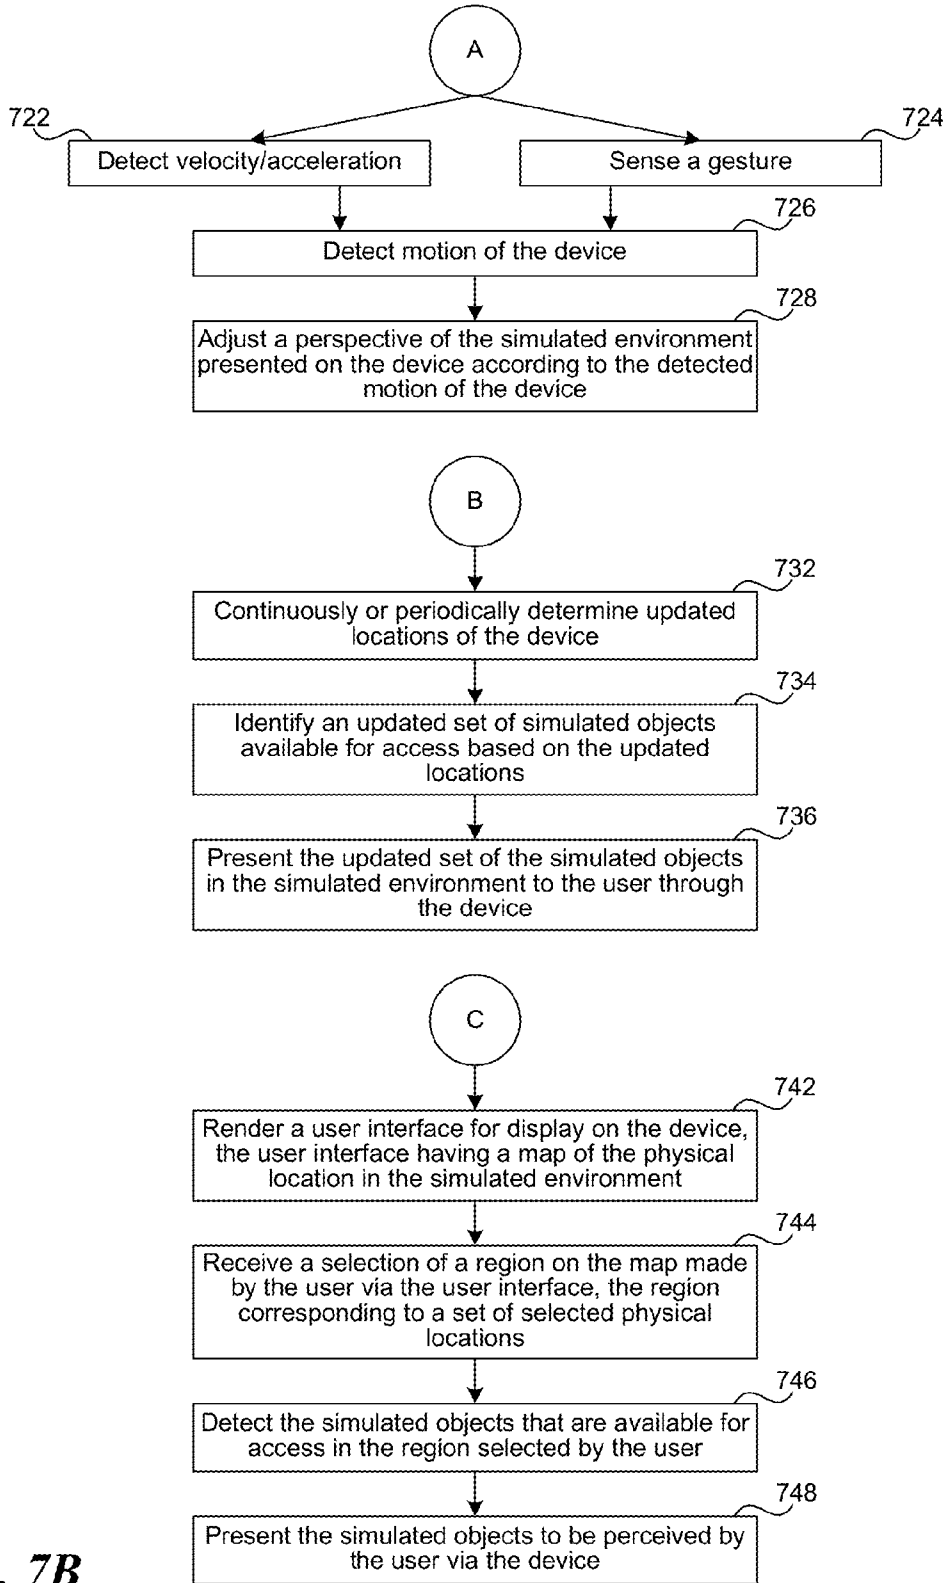 A
722
724
Detect velocity/acceleration
Sense a gesture
726
Detect motion of the device
728
Adjust a perspective of the simulated environment
presented on the device according to the detected
motion of the device
B
732
Continuously or periodically determine updated
locations of the device
734
Identify an updated set of simulated objects
available for access based on the updated
locations
736
Present the updated set of the simulated objects
in the simulated environment to the user through
the device
C
742
Render a user interface for display on the device,
the user interface having a map of the physical
location in the simulated environment
744
Receive a selection of a region on the map made
by the user via the user interface, the region
corresponding to a set of selected physical
locations
746
Detect the simulated objects that are available for
access in the region selected by the user
748
Present the simulated objects to be perceived by
the user via the device
7B